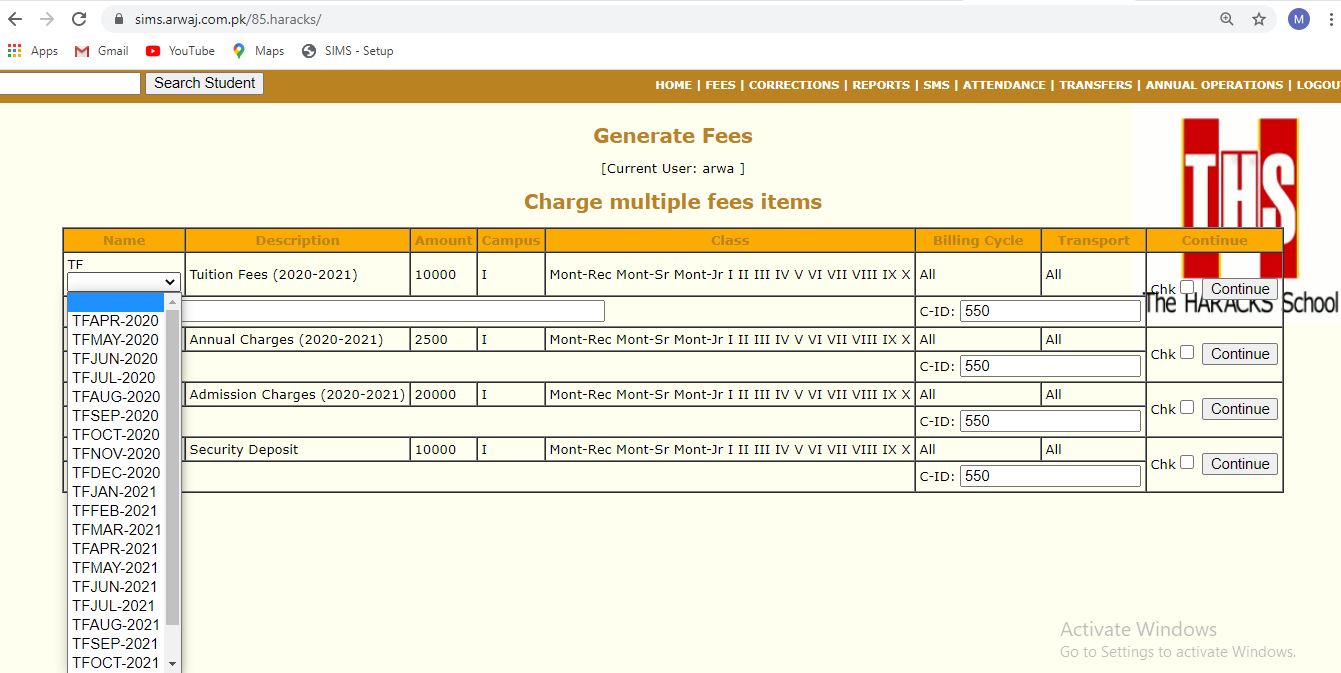 sims.arwaj.com.pk/85.haracks/
M
Apps Gmail YouTube Maps SIMS - Setup
Search Student
HOME | FEES | CORRECTIONS | REPORTS | SMS | ATTENDANCE | TRANSFERS | ANNUAL OPERATIONS | LOGOU
Generate Fees
[Current User: arwa ]
Charge multiple fees items
THS
The HARACKS School
Name Description Amount Campus Class Billing Cycle Transport Continue
TF
Tuition Fees (2020-2021) 10000 I Mont-Rec Mont-Sr Mont-Jr I II III IV V VI VII VIII IX X All All
Chk Continue
C-ID: 550
Annual Charges (2020-2021) 2500 I Mont-Rec Mont-Sr Mont-Jr I II III IV V VI VII VIII IX X All All
Chk Continue
C-ID: 550
Admission Charges (2020-2021) 20000 I Mont-Rec Mont-Sr Mont-Jr I II III IV V VI VII VIII IX X All All
Chk Continue
C-ID: 550
Security Deposit 10000 I Mont-Rec Mont-Sr Mont-Jr I II III IV V VI VII VIII IX X All All
Chk Continue
C-ID: 550
TFAPR-2020
TFMAY-2020
TFJUN-2020
TFJUL-2020
TFAUG-2020
TFSEP-2020
TFOCT-2020
TFNOV-2020
TFDEC-2020
TFJAN-2021
TFFEB-2021
TFMAR-2021
TFAPR-2021
TFMAY-2021
TFJUN-2021
TFJUL-2021
TFAUG-2021
TFSEP-2021
TFOCT-2021
Activate Windows
Go to Settings to activate Windows.